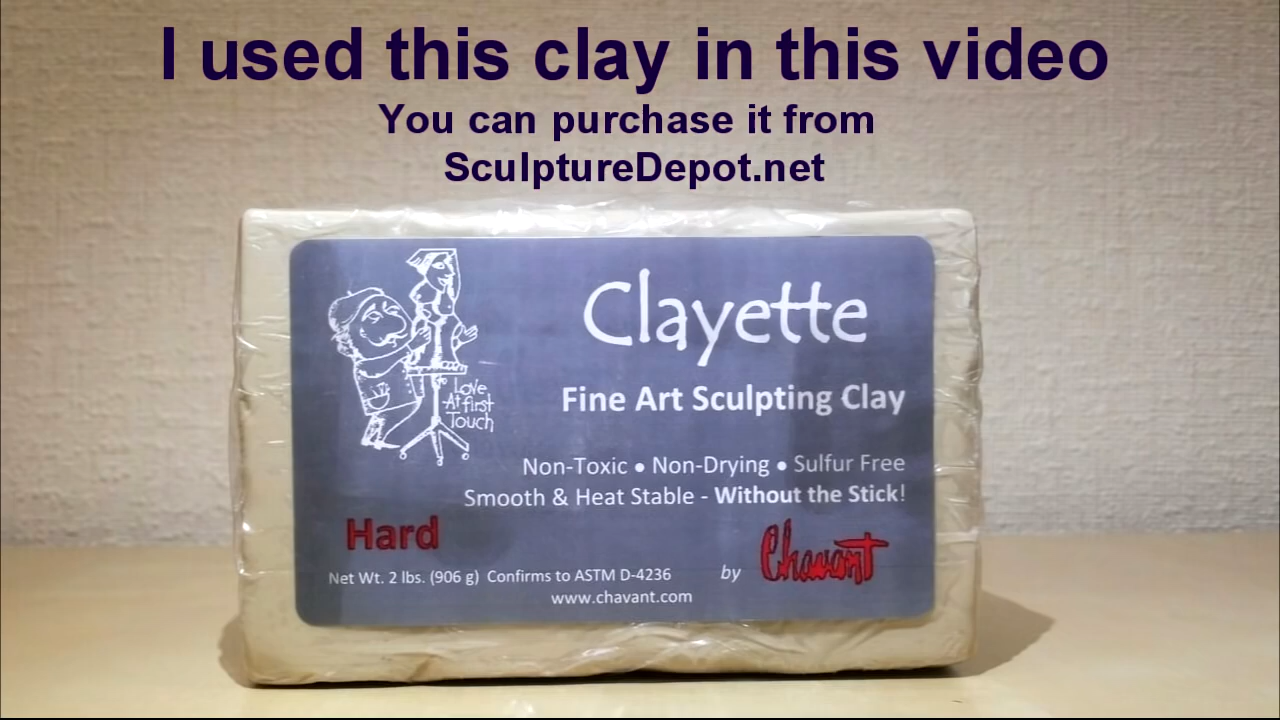 I used this clay in this video
You can purchase it from
SculptureDepot.net
Clayette
Love
At first
Touch
Fine Art Sculpting Clay
Non-Toxic ● Non-Drying ● Sulfur Free
Smooth & Heat Stable - Without the Stick!
Hard
Net Wt. 2 lbs. (906 g) Confirms to ASTM D-4236
by Chavant
www.chavant.com